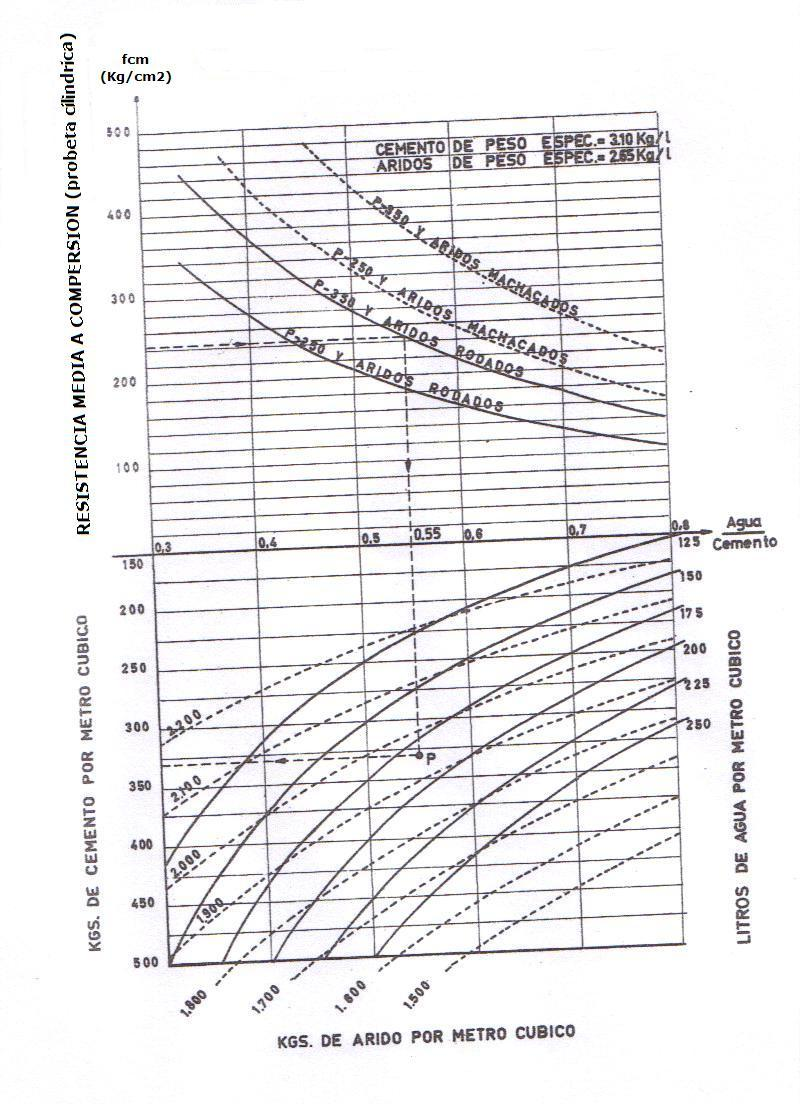 fcm
(Kg/cm2)
RESISTENCIA MEDIA A COMPERSION (probeta cílindrica)
500
CEMENTO DE PESO ESPEC.= 3.10 Kg/l
ARIDOS DE PESO ESPEC.= 2.65 Kg/l
400
P-350 Y ARIDOS MACHACADOS
P-250 Y ARIDOS MACHACADOS
300
P-350 Y ARIDOS RODADOS
P-250 Y ARIDOS RODADOS
200
100
0,3
0,4
0,5
0,55
0,6
0,7
0,8
Agua
Cemento
150
200
250
300
350
400
450
500
KGS. DE CEMENTO POR METRO CUBICO
125
150
175
200
225
250
LITROS DE AGUA POR METRO CUBICO
P
2.200
2.100
2.000
1.900
1.800
1.700
1.600
1.500
KGS. DE ARIDO POR METRO CUBICO